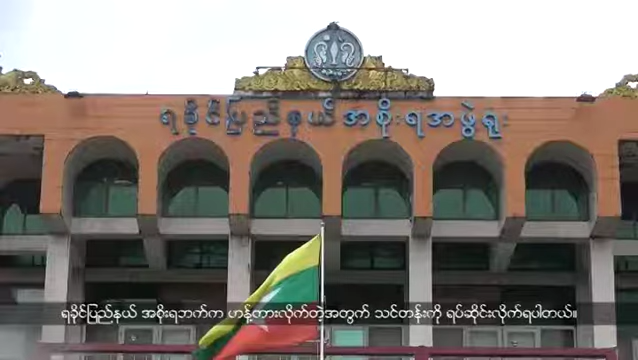 ရခိုင်ပြည်နယ်အစိုးရအဖွဲ့ရုံး
ရခိုင်ပြည်နယ် အစိုးရဘက်က ဟန့်တားလိုက်တဲ့အတွက် သင်တန်းကို ရပ်ဆိုင်းလိုက်ရပါတယ်။